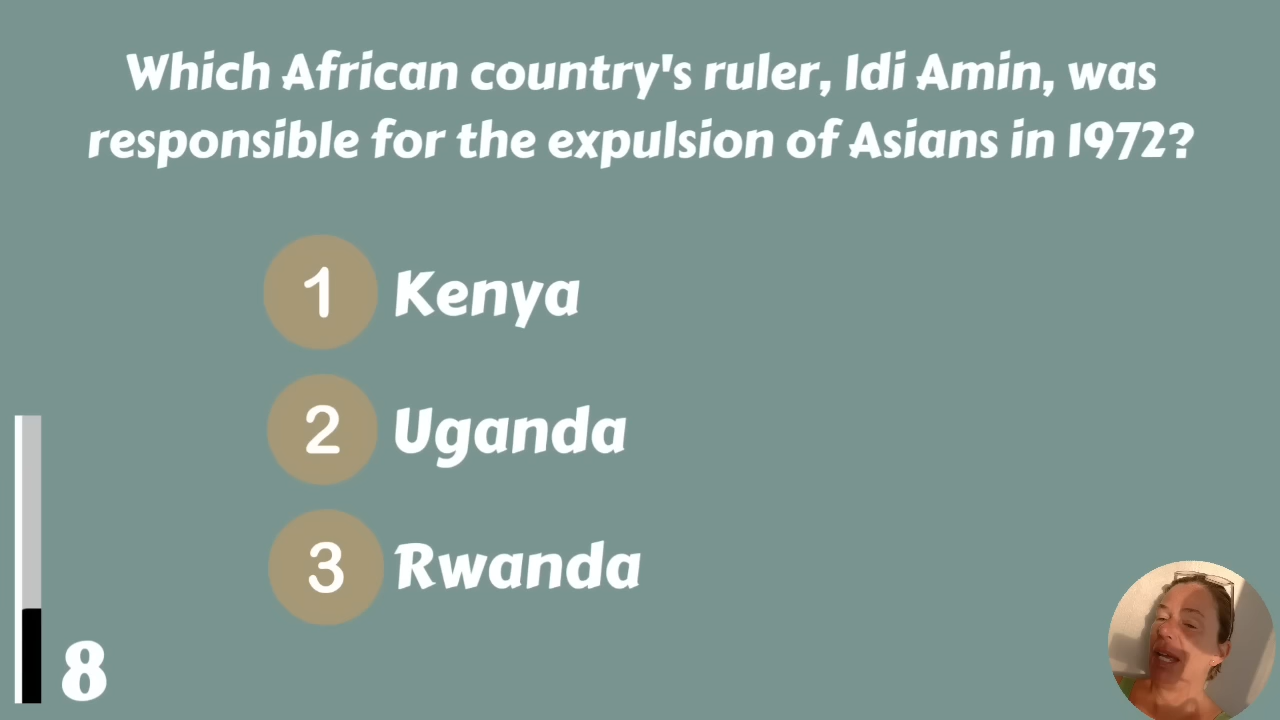 Which African country's ruler, Idi Amin, was
responsible for the expulsion of Asians in 1972?
1 Kenya
2 Uganda
3 Rwanda
8